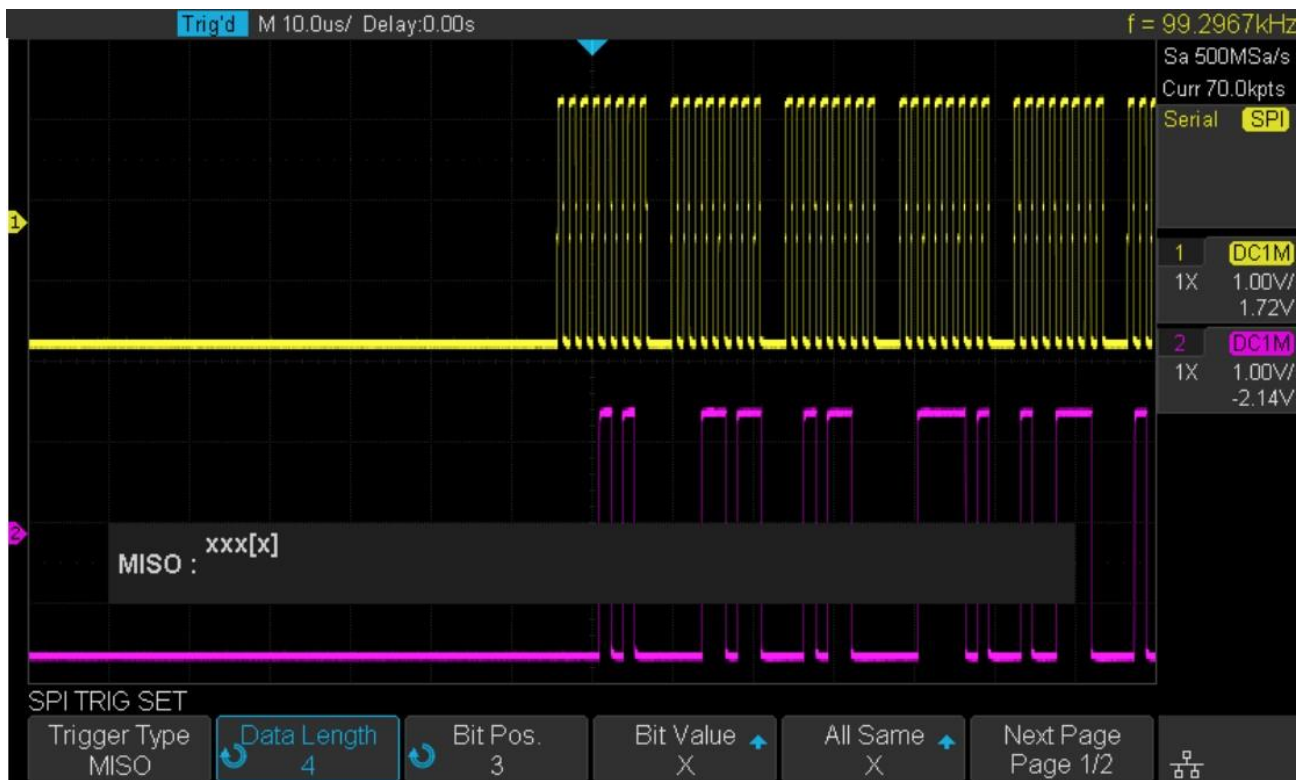 Trig'd M 10.0us/ Delay:0.00s f = 99.2967kHz
Sa 500MSa/s
Curr 70.0kpts
Serial SPI
1 DC1M
1X 1.00V/
1.72V
2 DC1M
1X 1.00V/
-2.14V
1
2
MISO : xxx[x]
SPI TRIG SET
Trigger Type Data Length Bit Pos. Bit Value All Same Next Page
MISO 4 3 X X Page 1/2